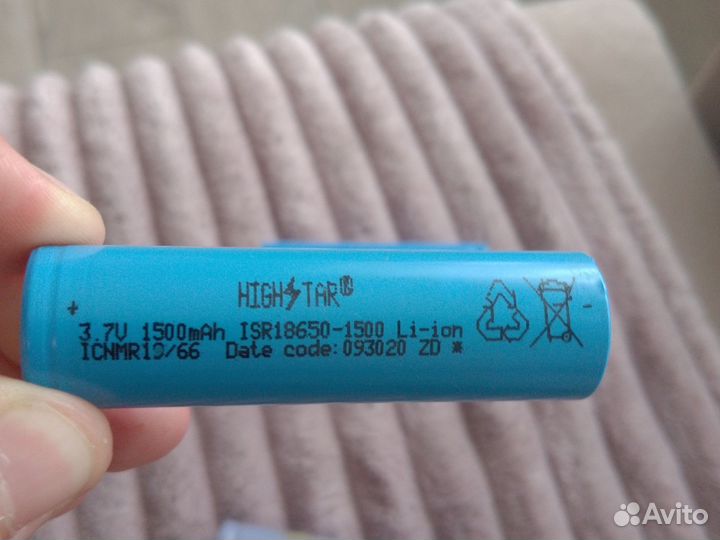 HIGHSTAR
3.7V 1500mAh ISR18650-1500 Li-ion
+ -
ICNMR19/66 Date code:093020 ZD *
Avito